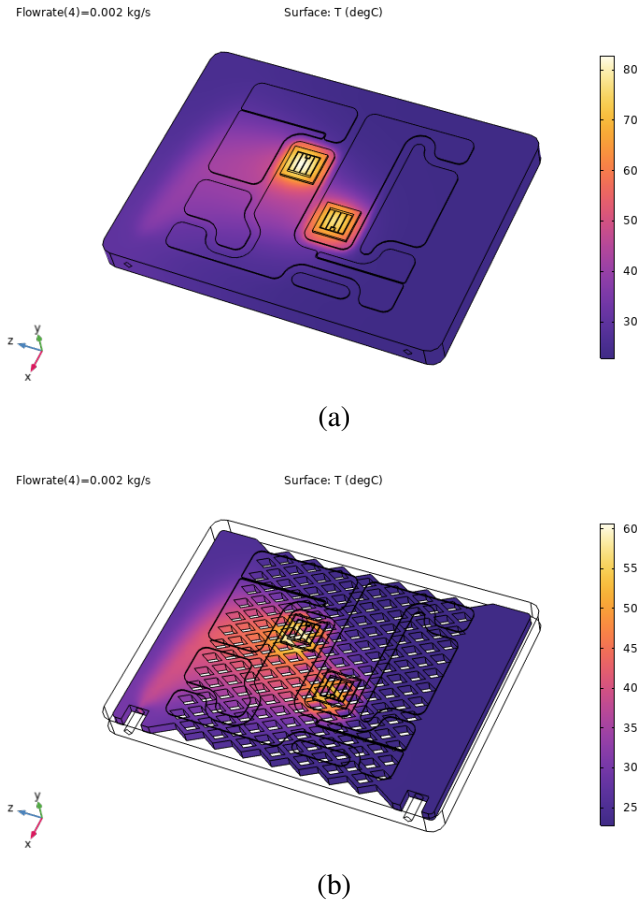 Flowrate(4)=0.002 kg/s Surface: T (degC)
80
70
60
50
40
30
y
z
x
(a)
Flowrate(4)=0.002 kg/s Surface: T (degC)
60
55
50
45
40
35
30
25
y
z
x
(b)